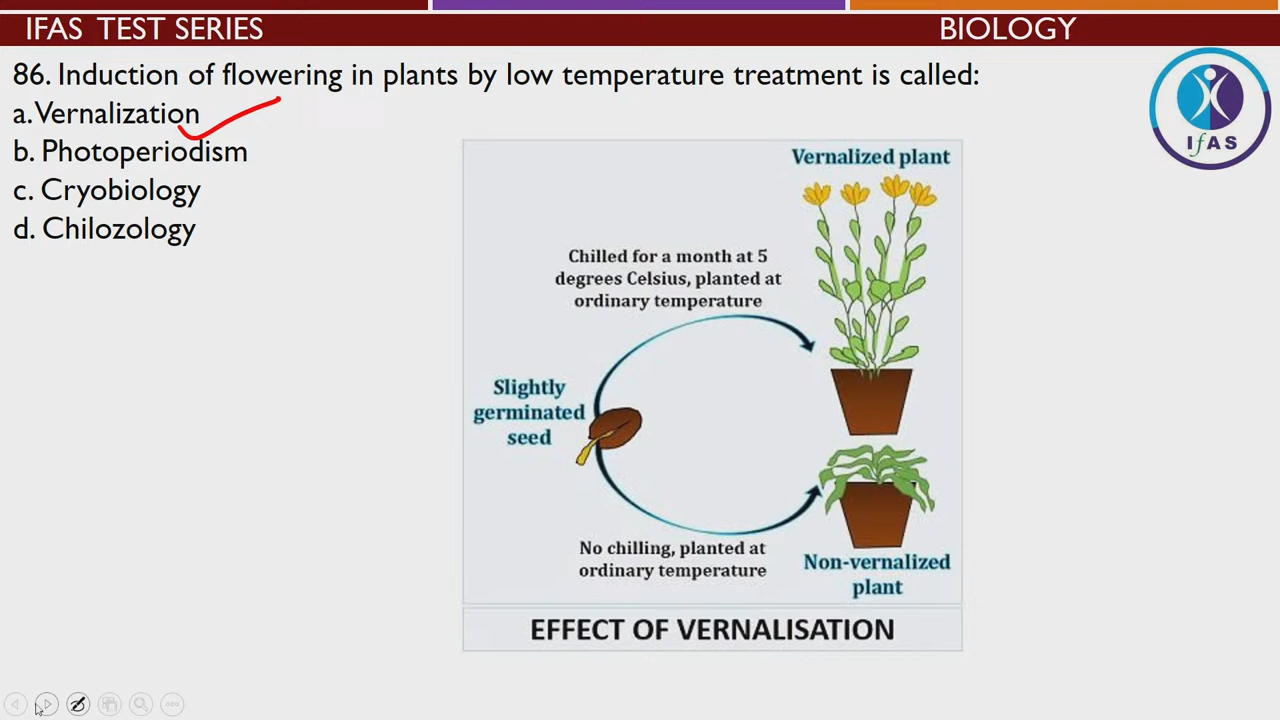 IFAS TEST SERIES
BIOLOGY
86. Induction of flowering in plants by low temperature treatment is called:
a. Vernalization
b. Photoperiodism
c. Cryobiology
d. Chilozology
IfAS
Vernalized plant
Chilled for a month at 5
degrees Celsius, planted at
ordinary temperature
Slightly
germinated
seed
No chilling, planted at
ordinary temperature
Non-vernalized
plant
EFFECT OF VERNALISATION